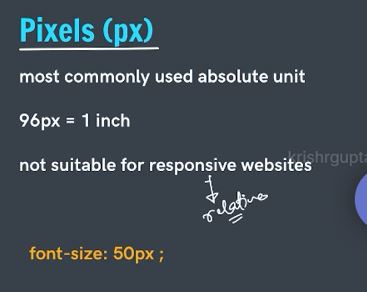 Pixels (px)
most commonly used absolute unit
96px = 1 inch
not suitable for responsive websites
krishrgupta
relative
font-size: 50px ;